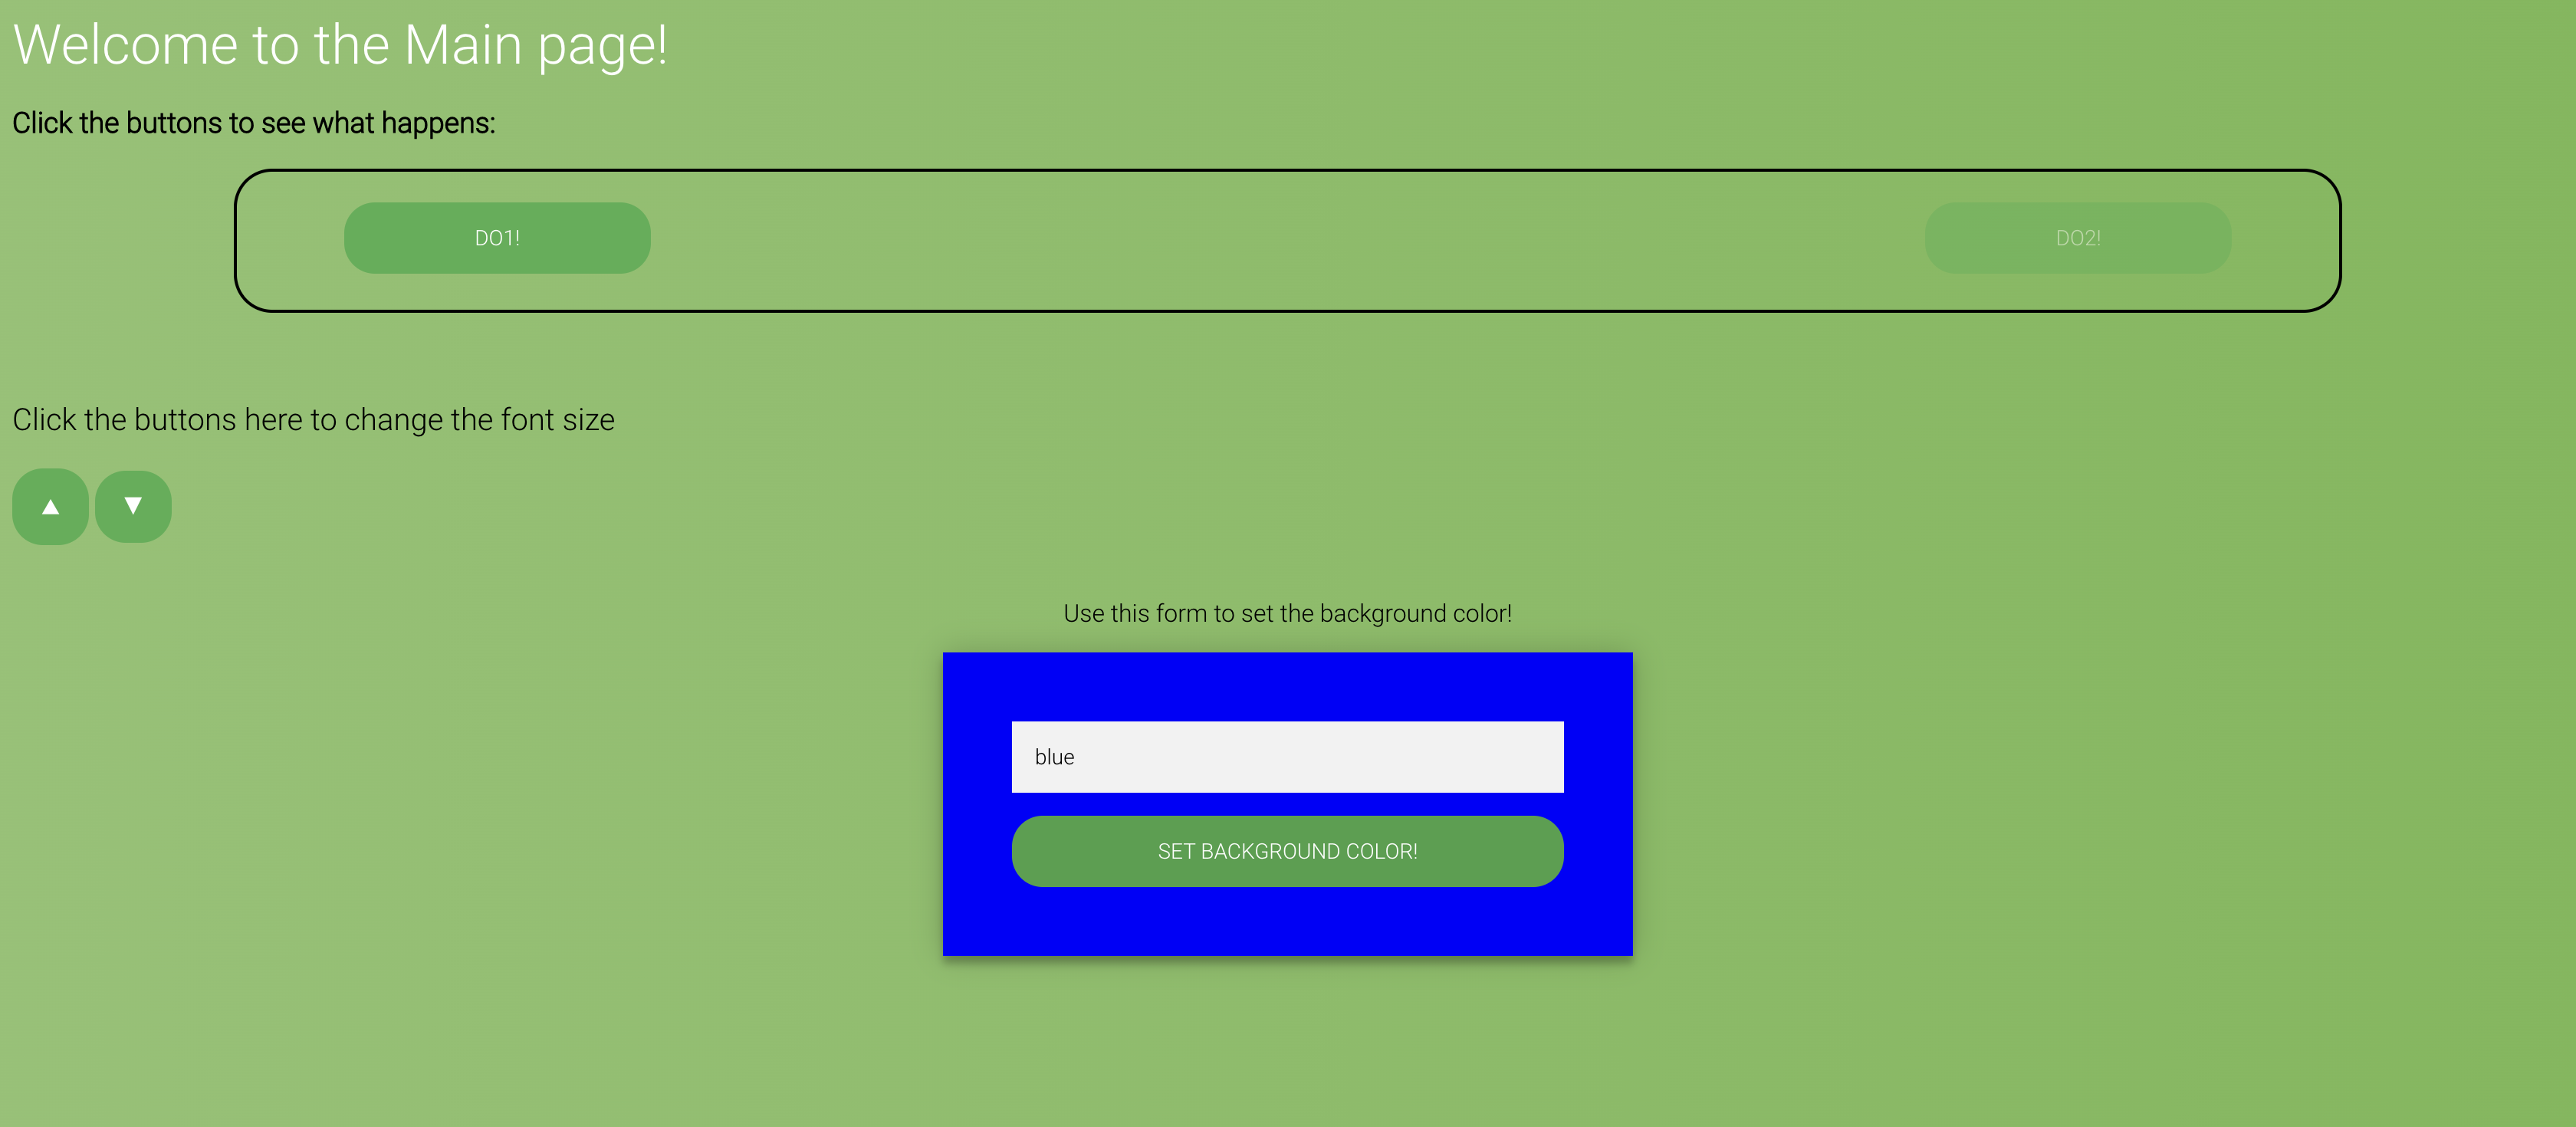 Welcome to the Main page!
Click the buttons to see what happens:
DO1! DO2!
Click the buttons here to change the font size
▲ ▼
Use this form to set the background color!
blue
SET BACKGROUND COLOR!